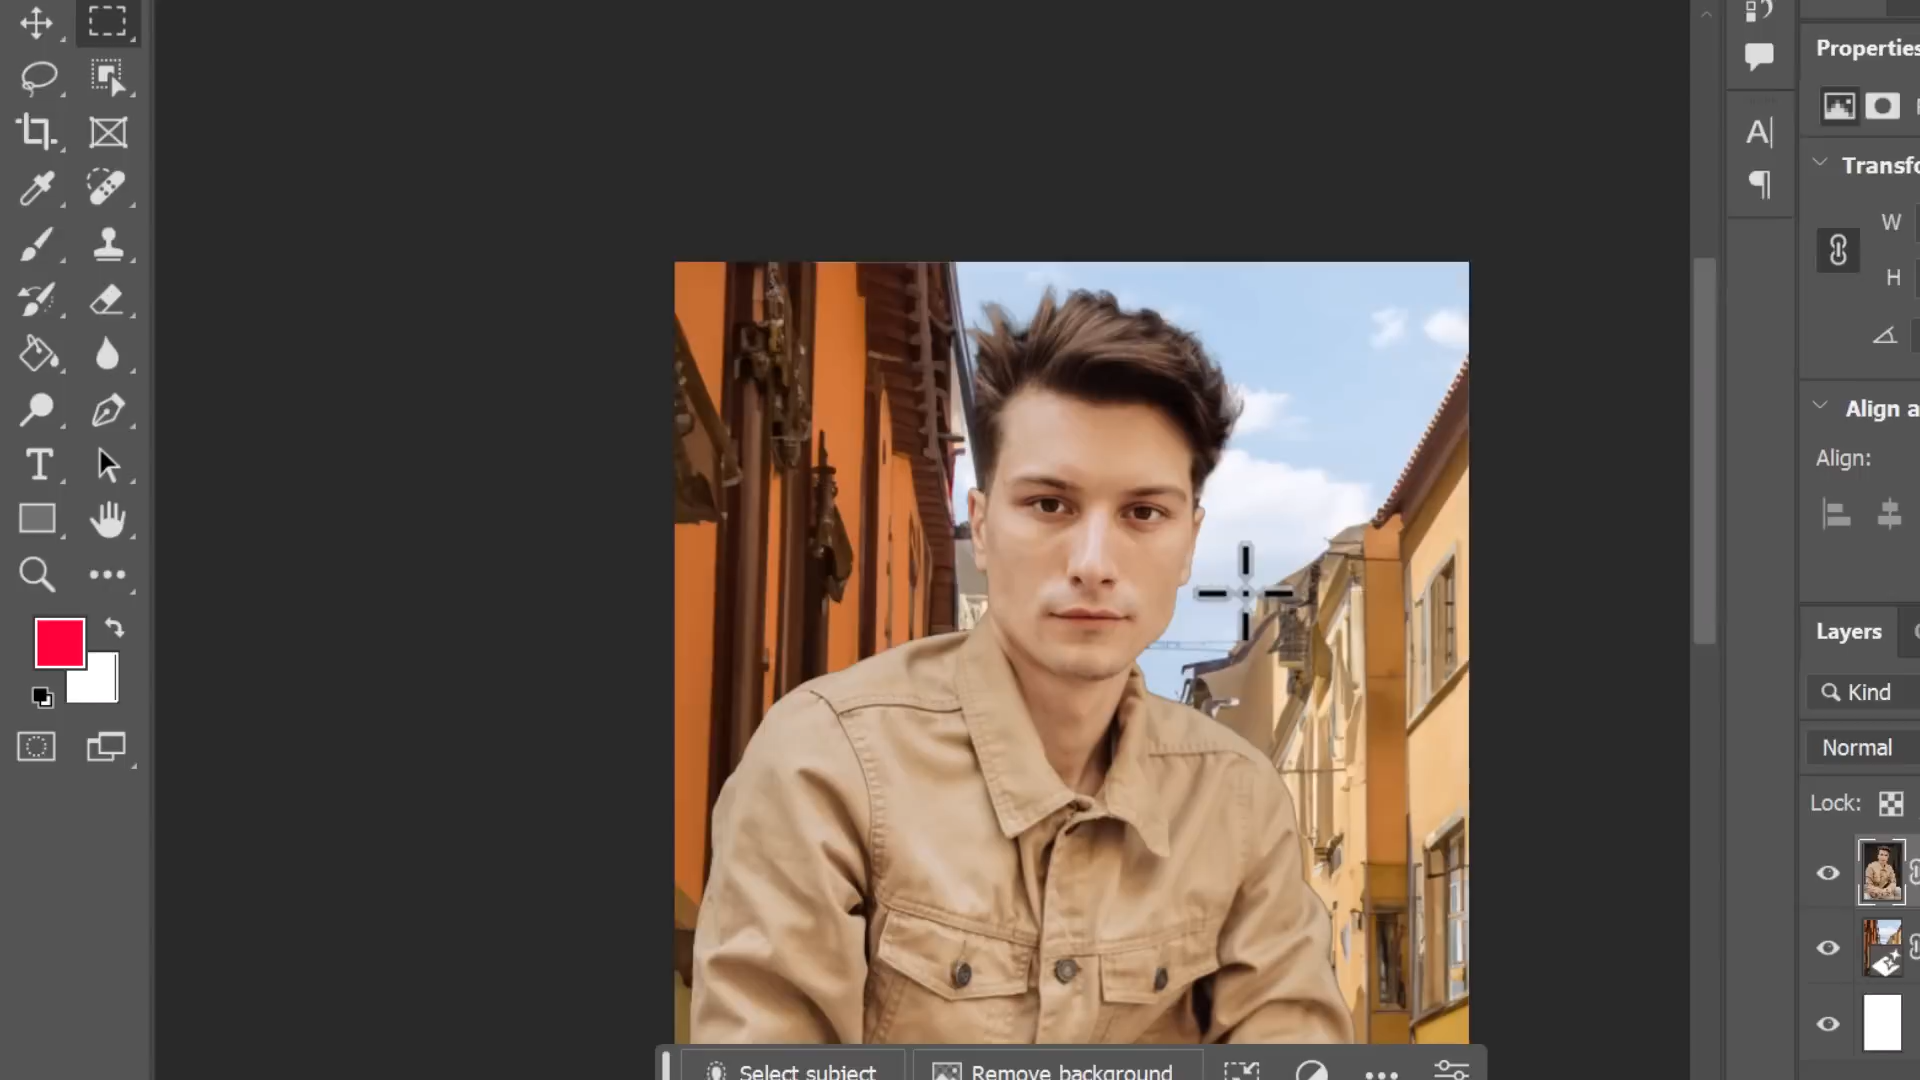 Properties
Transfo
W
H
Align a
Align:
Layers
Kind
Normal
Lock:
Select subject
Remove background